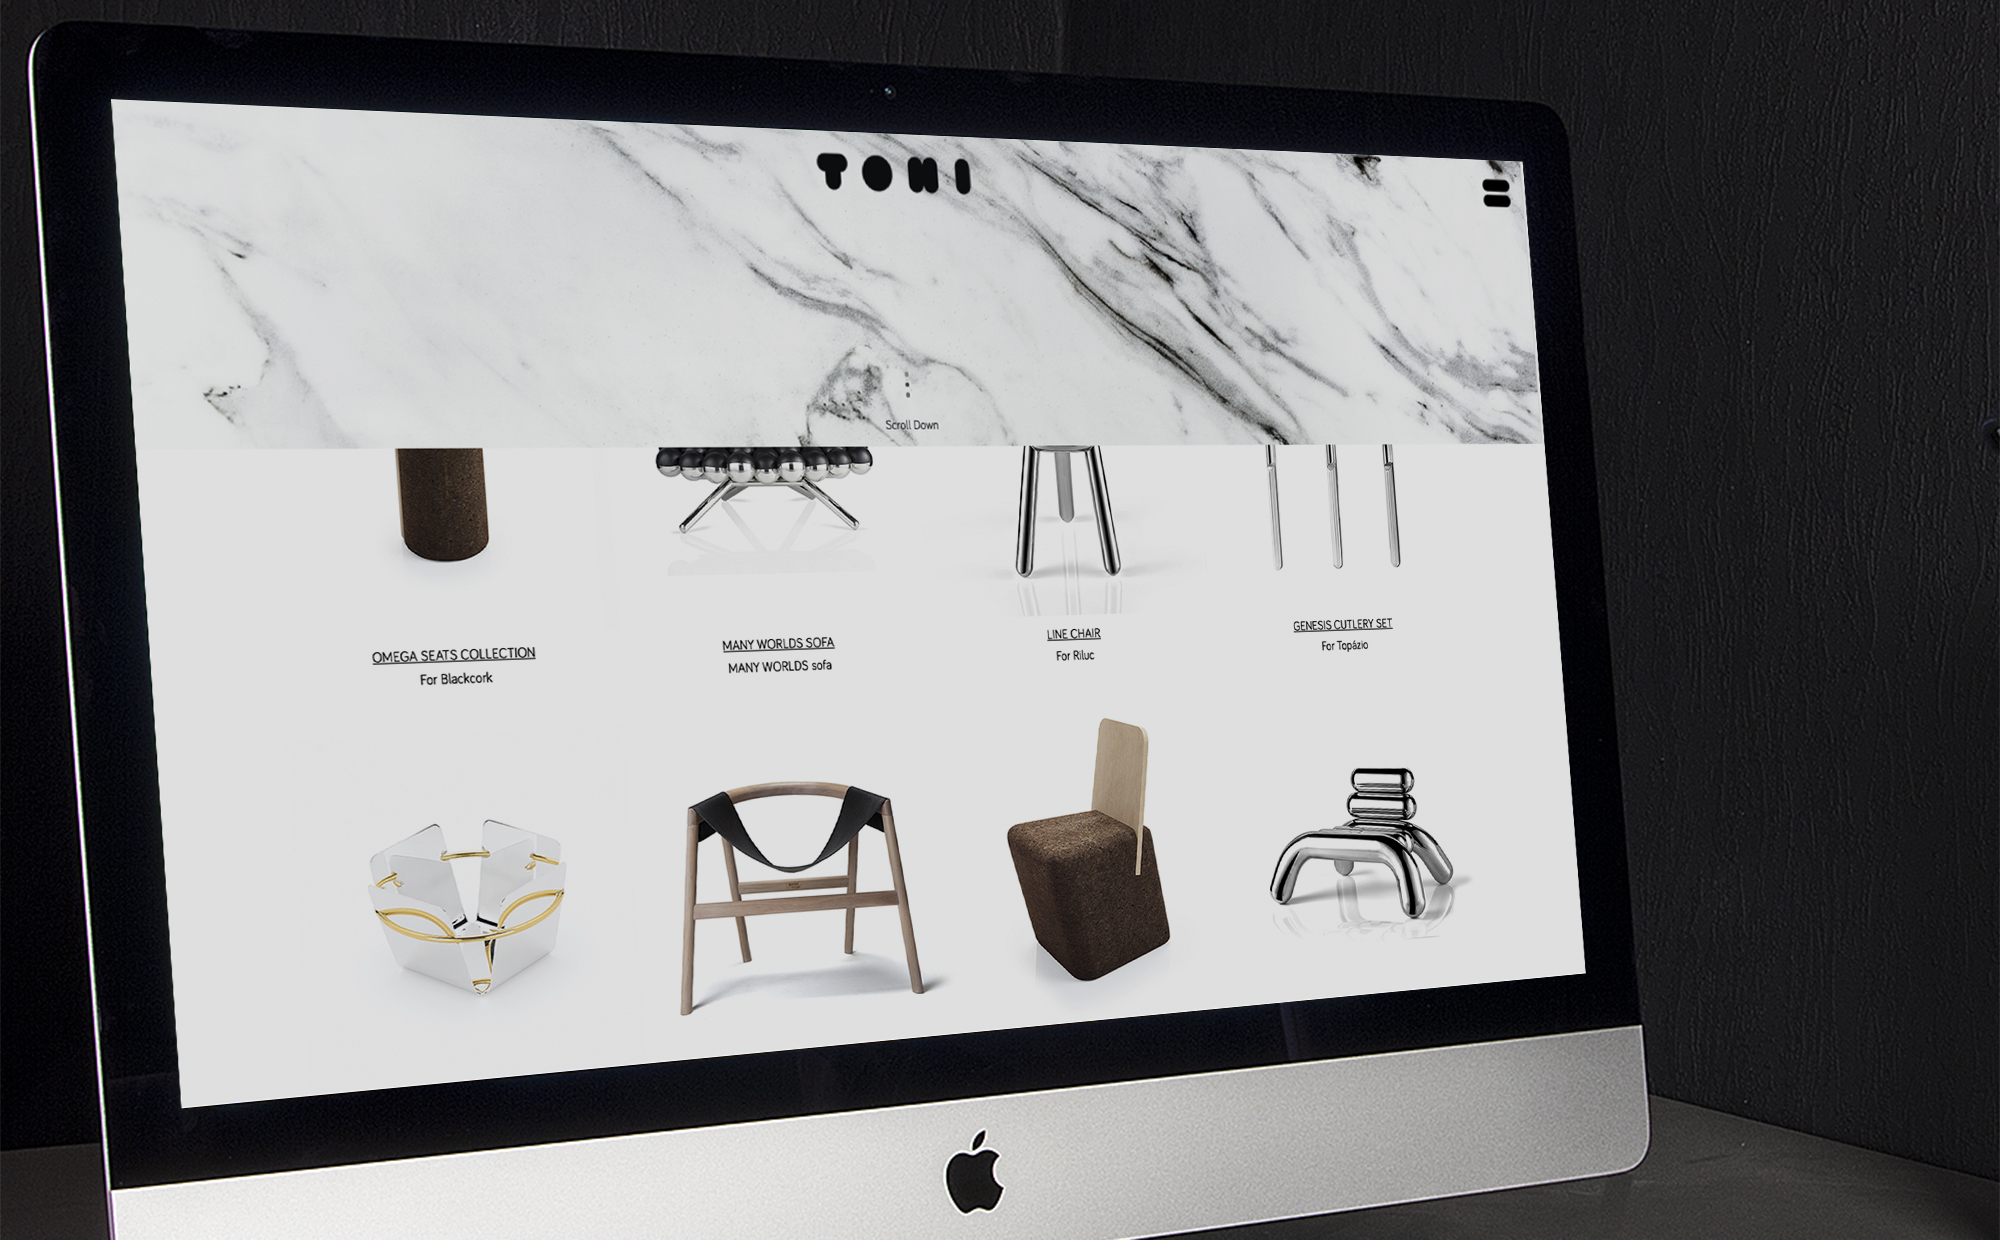 TONI
Scroll Down
OMEGA SEATS COLLECTION
For Blackcork
MANY WORLDS SOFA
MANY WORLDS sofa
LINE CHAIR
For Riluc
GENESIS CUTLERY SET
For Topázio